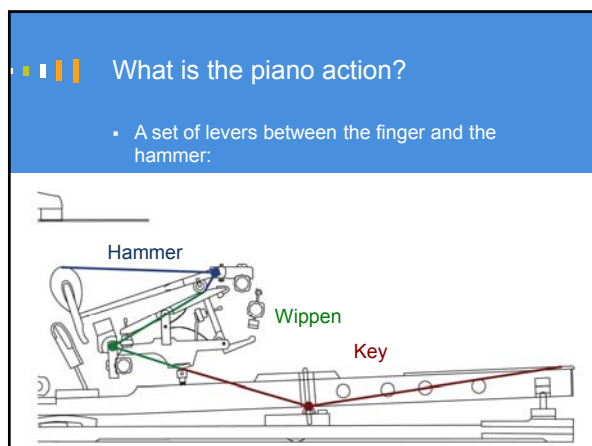 What is the piano action?
▪ A set of levers between the finger and the
hammer:
Hammer
Wippen
Key